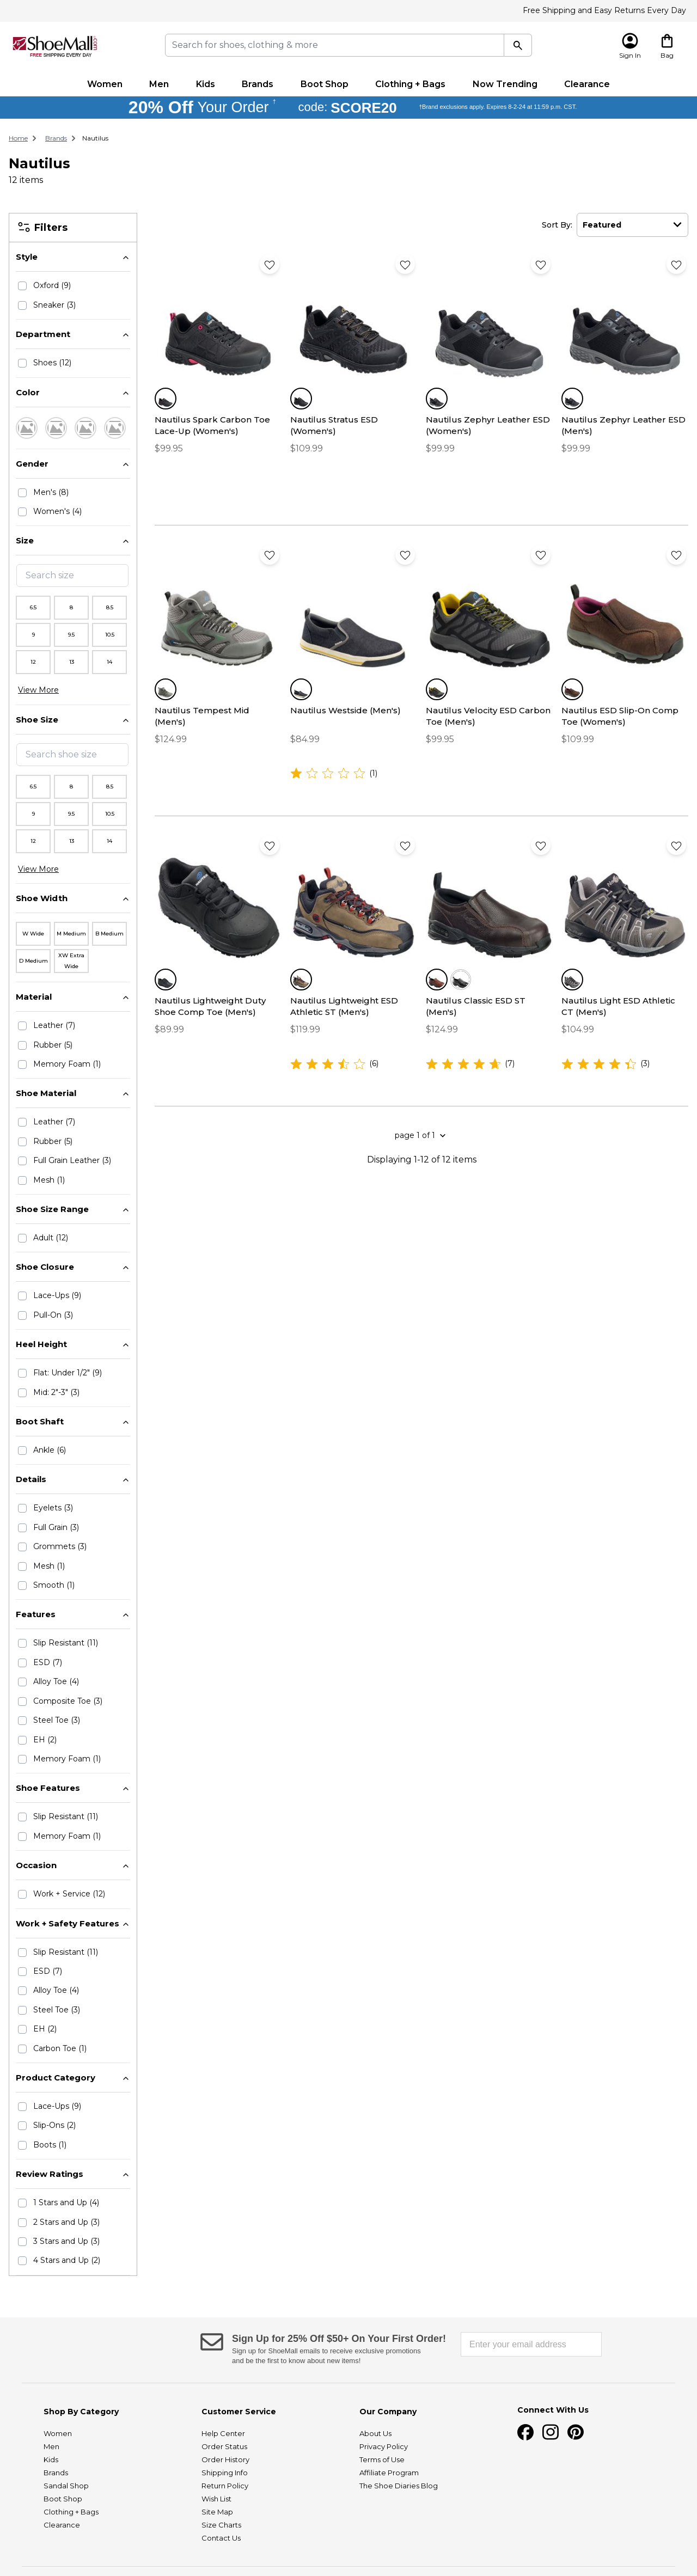 Free Shipping and Easy Returns Every Day
ShoeMall.com
FREE SHIPPING EVERY DAY
Search for shoes, clothing & more
Sign In
Bag
Women Men Kids Brands Boot Shop Clothing + Bags Now Trending Clearance
20% Off Your Order † code: SCORE20 †Brand exclusions apply. Expires 8-2-24 at 11:59 p.m. CST.
Home > Brands > Nautilus
Nautilus
12 items
Filters
Style
Oxford (9)
Sneaker (3)
Department
Shoes (12)
Color
Gender
Men's (8)
Women's (4)
Size
Search size
6.5 8 8.5
9 9.5 10.5
12 13 14
View More
Shoe Size
Search shoe size
6.5 8 8.5
9 9.5 10.5
12 13 14
View More
Shoe Width
W Wide M Medium B Medium
D Medium XW Extra Wide
Material
Leather (7)
Rubber (5)
Memory Foam (1)
Shoe Material
Leather (7)
Rubber (5)
Full Grain Leather (3)
Mesh (1)
Shoe Size Range
Adult (12)
Shoe Closure
Lace-Ups (9)
Pull-On (3)
Heel Height
Flat: Under 1/2" (9)
Mid: 2"-3" (3)
Boot Shaft
Ankle (6)
Details
Eyelets (3)
Full Grain (3)
Grommets (3)
Mesh (1)
Smooth (1)
Features
Slip Resistant (11)
ESD (7)
Alloy Toe (4)
Composite Toe (3)
Steel Toe (3)
EH (2)
Memory Foam (1)
Shoe Features
Slip Resistant (11)
Memory Foam (1)
Occasion
Work + Service (12)
Work + Safety Features
Slip Resistant (11)
ESD (7)
Alloy Toe (4)
Steel Toe (3)
EH (2)
Carbon Toe (1)
Product Category
Lace-Ups (9)
Slip-Ons (2)
Boots (1)
Review Ratings
1 Stars and Up (4)
2 Stars and Up (3)
3 Stars and Up (3)
4 Stars and Up (2)
Sort By: Featured
Nautilus Spark Carbon Toe
Lace-Up (Women's)
$99.95
Nautilus Stratus ESD
(Women's)
$109.99
Nautilus Zephyr Leather ESD
(Women's)
$99.99
Nautilus Zephyr Leather ESD
(Men's)
$99.99
Nautilus Tempest Mid
(Men's)
$124.99
Nautilus Westside (Men's)
$84.99
(1)
Nautilus Velocity ESD Carbon
Toe (Men's)
$99.95
Nautilus ESD Slip-On Comp
Toe (Women's)
$109.99
Nautilus Lightweight Duty
Shoe Comp Toe (Men's)
$89.99
Nautilus Lightweight ESD
Athletic ST (Men's)
$119.99
(6)
Nautilus Classic ESD ST
(Men's)
$124.99
(7)
Nautilus Light ESD Athletic
CT (Men's)
$104.99
(3)
page 1 of 1
Displaying 1-12 of 12 items
Sign Up for 25% Off $50+ On Your First Order!
Sign up for ShoeMall emails to receive exclusive promotions
and be the first to know about new items!
Enter your email address
Shop By Category
Women
Men
Kids
Brands
Sandal Shop
Boot Shop
Clothing + Bags
Clearance
Customer Service
Help Center
Order Status
Order History
Shipping Info
Return Policy
Wish List
Site Map
Size Charts
Contact Us
Our Company
About Us
Privacy Policy
Terms of Use
Affiliate Program
The Shoe Diaries Blog
Connect With Us